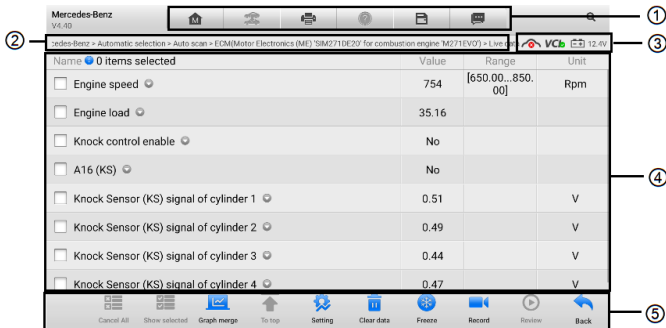 Mercedes-Benz
V4.40
M
?
①
② cedes-Benz > Automatic selection > Auto scan > ECM(Motor Electronics (ME) 'SIM271DE20' for combustion engine 'M271EVO') > Live dat VCb 12.4V ③
Name 0 items selected Value Range Unit
Engine speed 754 [650.00...850. Rpm
00]
Engine load 35.16
Knock control enable No
A16 (KS) No
④
Knock Sensor (KS) signal of cylinder 1 0.51 V
Knock Sensor (KS) signal of cylinder 2 0.49 V
Knock Sensor (KS) signal of cylinder 3 0.44 V
Knock Sensor (KS) signal of cylinder 4 0.47 V
Cancel All Show selected Graph merge To top Setting Clear data Freeze Record Review Back ⑤